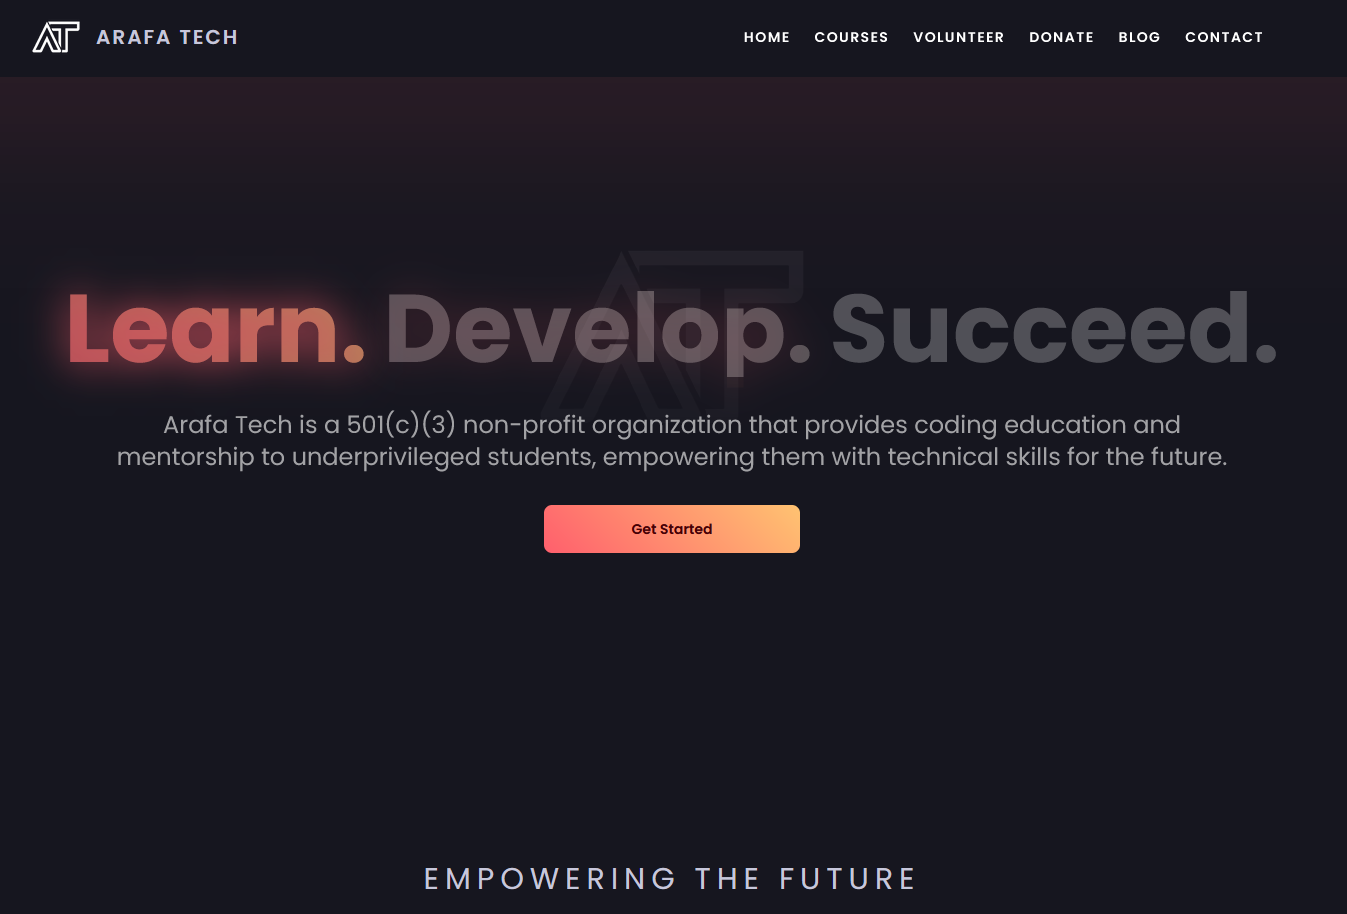 AT ARAFA TECH
HOME COURSES VOLUNTEER DONATE BLOG CONTACT
AT
Learn. Develop. Succeed.
Arafa Tech is a 501(c)(3) non-profit organization that provides coding education and
mentorship to underprivileged students, empowering them with technical skills for the future.
Get Started
EMPOWERING THE FUTURE